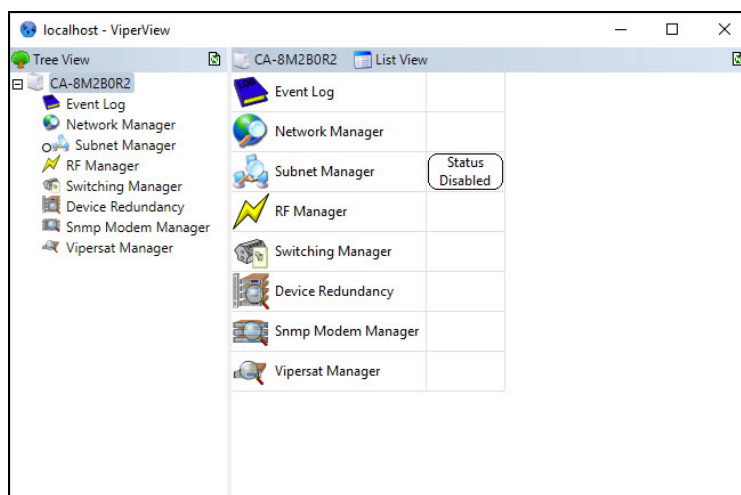 localhost - ViperView
Tree View
CA-8M2B0R2
List View
CA-8M2B0R2
Event Log
Network Manager
Subnet Manager
RF Manager
Switching Manager
Device Redundancy
Snmp Modem Manager
Vipersat Manager
Event Log
Network Manager
Subnet Manager
Status
Disabled
RF Manager
Switching Manager
Device Redundancy
Snmp Modem Manager
Vipersat Manager